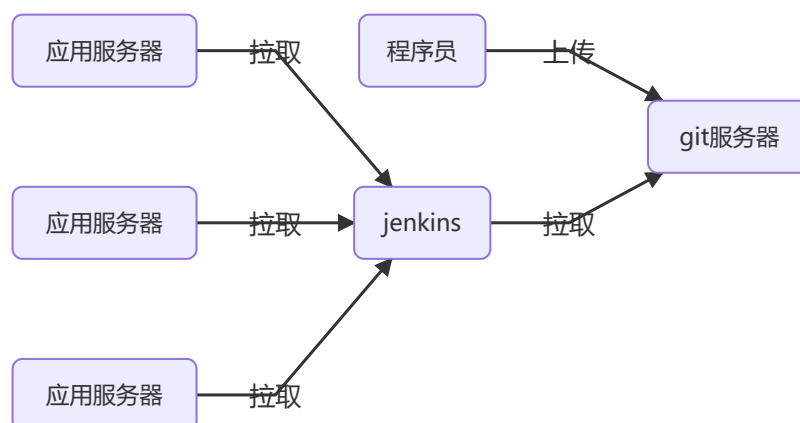 应用服务器
拉取
程序员
上传
git服务器
应用服务器
拉取
jenkins
拉取
应用服务器
拉取